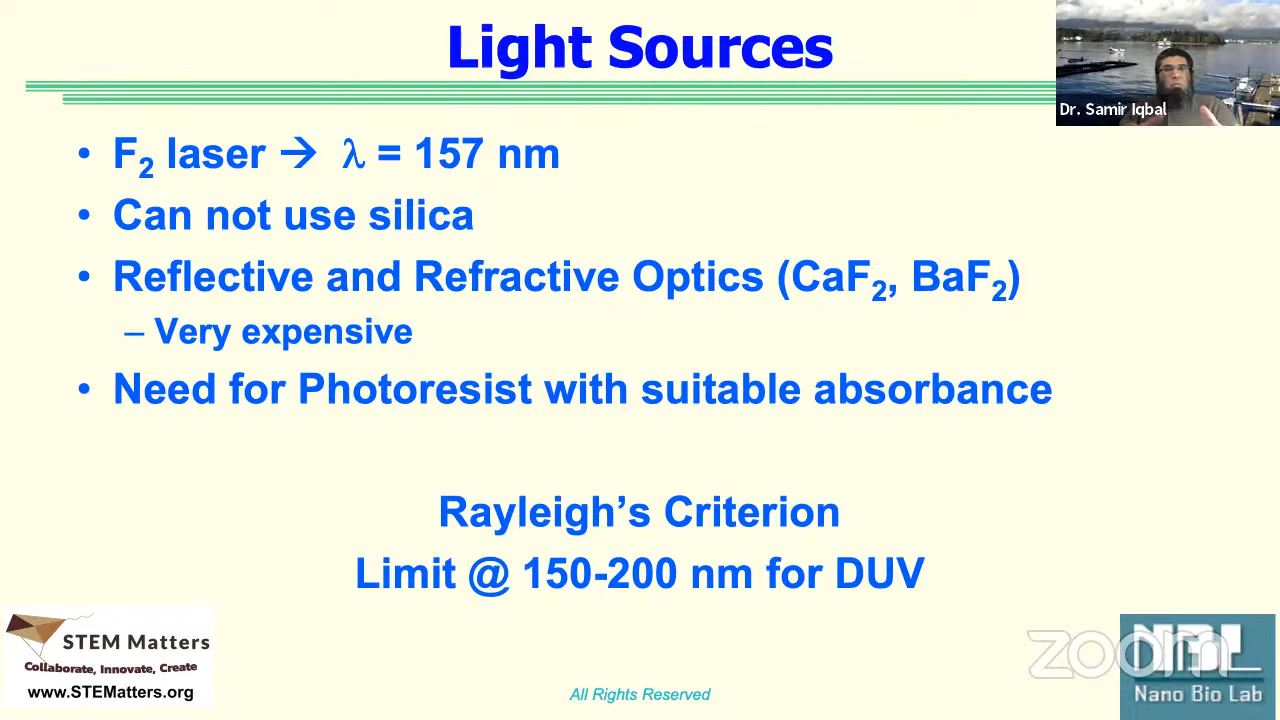 Light Sources
Dr. Samir Iqbal
• F₂ laser → λ = 157 nm
• Can not use silica
• Reflective and Refractive Optics (CaF₂, BaF₂)
– Very expensive
• Need for Photoresist with suitable absorbance
Rayleigh’s Criterion
Limit @ 150-200 nm for DUV
STEM Matters
Collaborate, Innovate, Create
www.STEMatters.org
All Rights Reserved
zoom
NBL
Nano Bio Lab